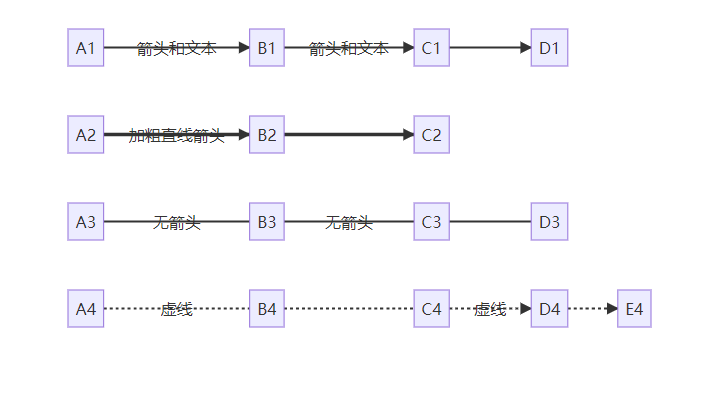 A1 箭头和文本 B1 箭头和文本 C1 D1
A2 加粗直线箭头 B2 C2
A3 无箭头 B3 无箭头 C3 D3
A4 虚线 B4 C4 虚线 D4 E4